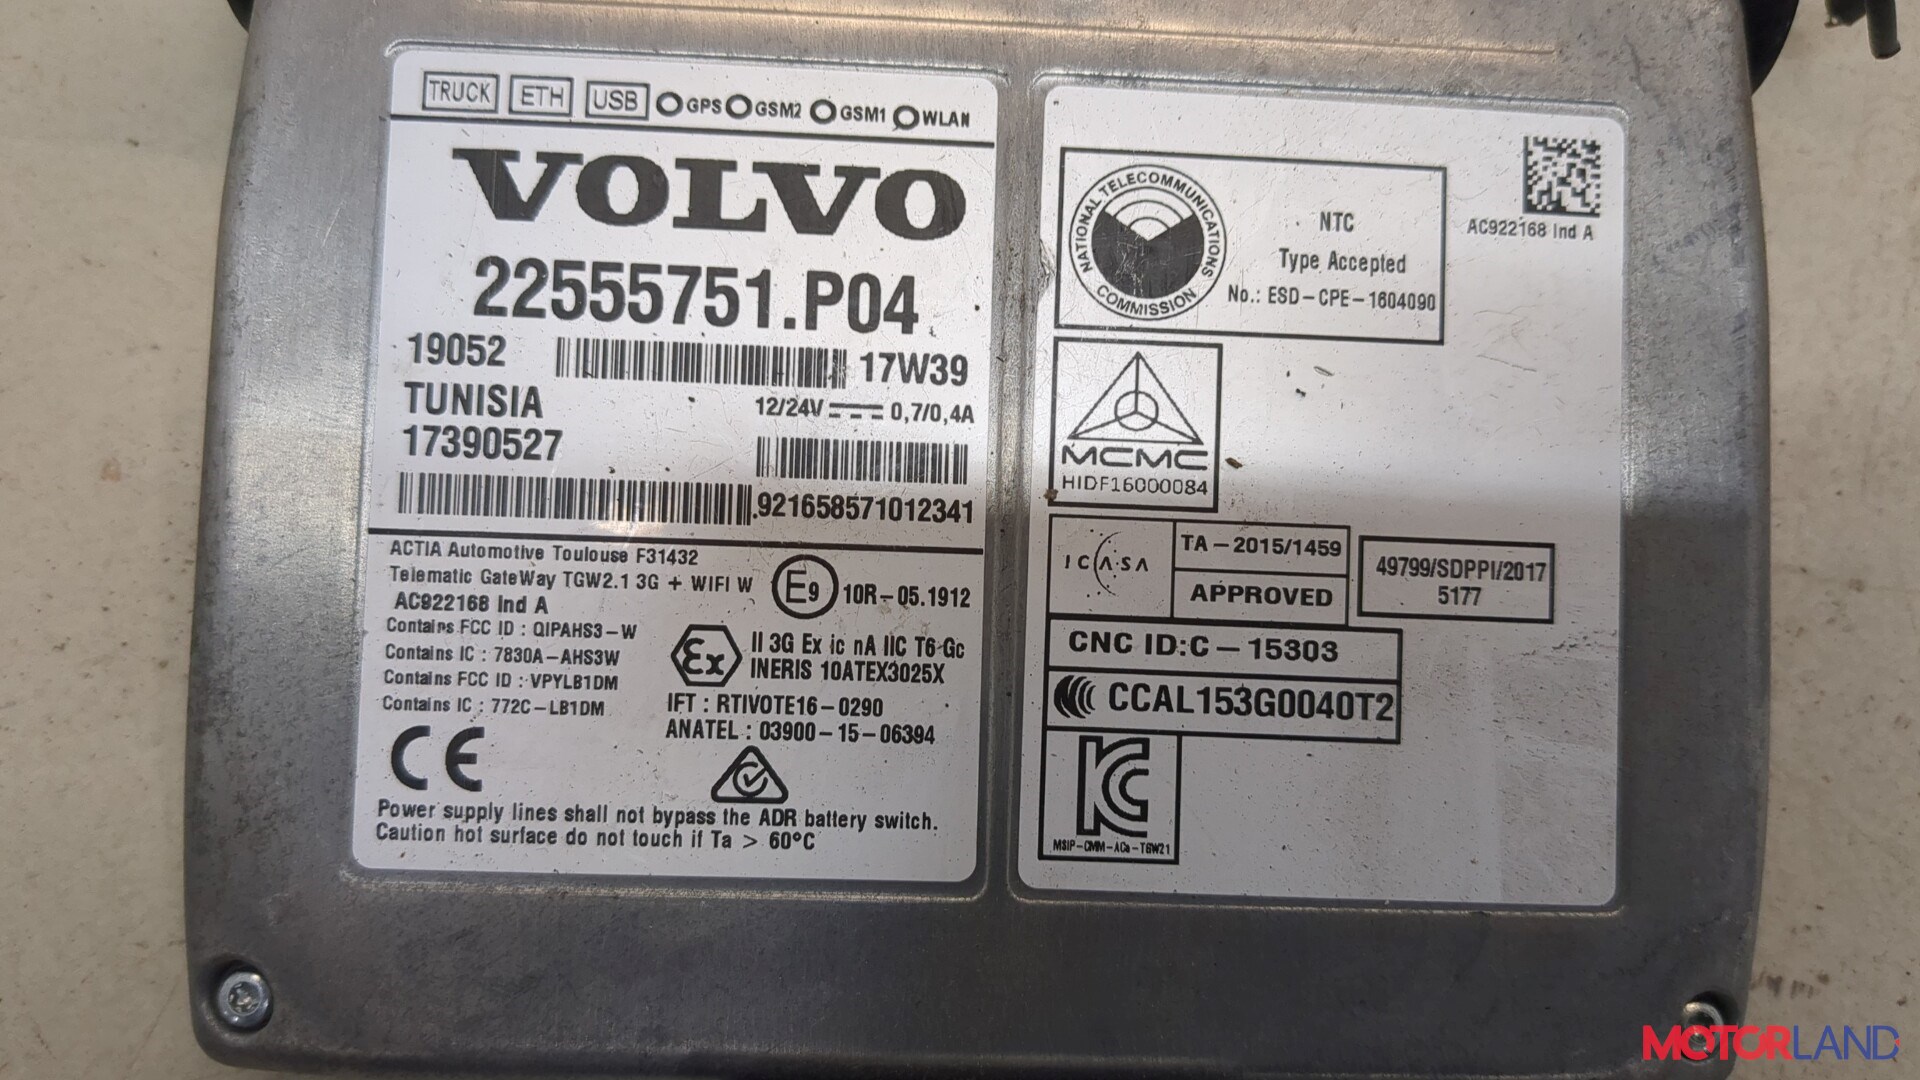 TRUCK ETH USB GPS GSM2 GSM1 WLAN
VOLVO
22555751.P04
19052 17W39
TUNISIA 12/24V 0,7/0,4A
17390527
.921658571012341
ACTIA Automotive Toulouse F31432
Telematic GateWay TGW2.1 3G + WIFI W
AC922168 Ind A
E9 10R-05.1912
Contains FCC ID : QIPAHS3-W
Contains IC : 7830A-AHS3W
Contains FCC ID : VPYLB1DM
Contains IC : 772C-LB1DM
Ex II 3G Ex ic nA IIC T6 Gc
INERIS 10ATEX3025X
IFT : RTIVOTE16-0290
ANATEL : 03900-15-06394
CE
Power supply lines shall not bypass the ADR battery switch.
Caution hot surface do not touch if Ta > 60°C
NATIONAL TELECOMMUNICATIONS COMMISSION
NTC
Type Accepted
No.: ESD-CPE-1604090
AC922168 Ind A
MCMC
HIDF16000084
ICASA
TA-2015/1459
APPROVED
49799/SDPPI/2017
5177
CNC ID:C-15303
CCAL153G0040T2
KC
MSIP-CMM-ACa-TGW21
MOTORLAND